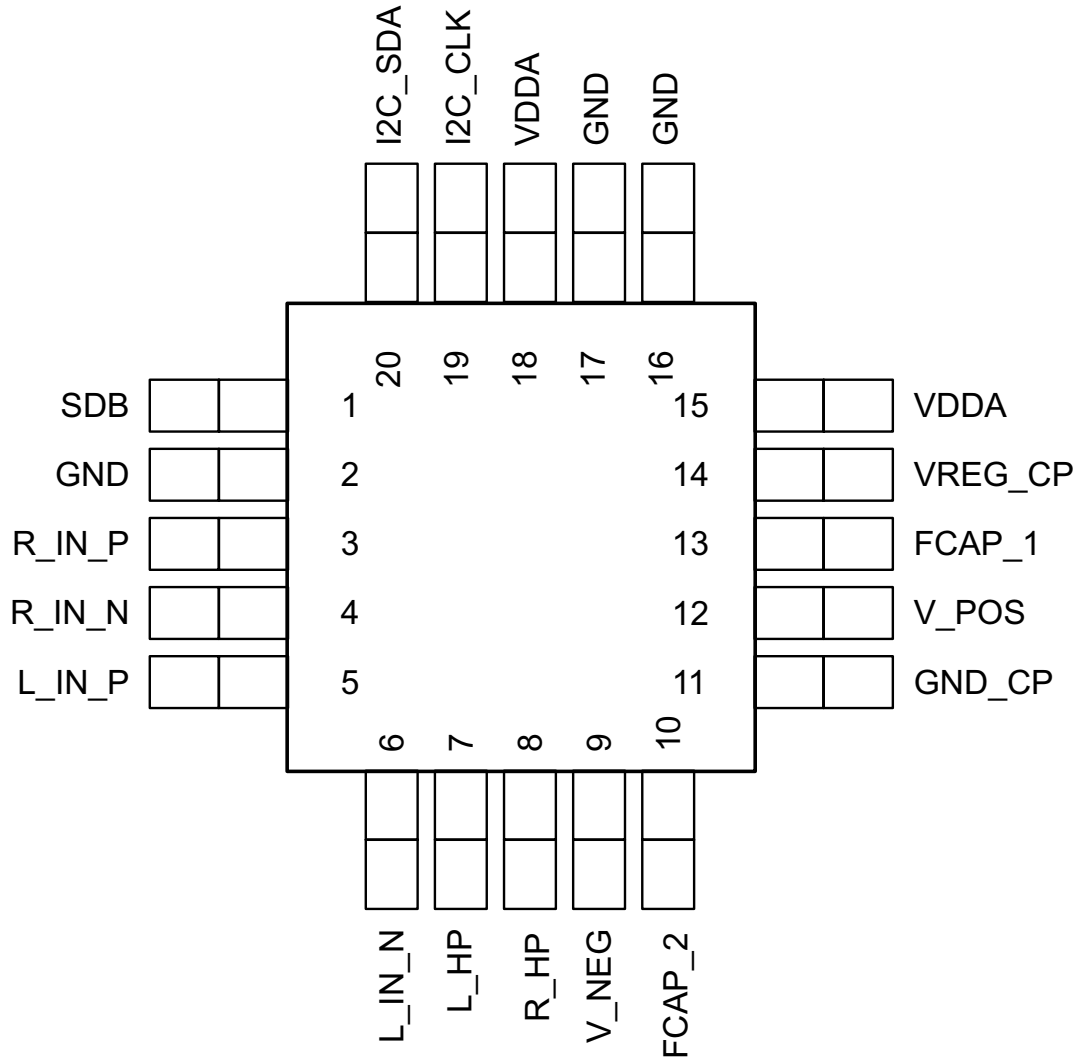 I2C_SDA
I2C_CLK
VDDA
GND
GND
20
19
18
17
16
SDB 1
GND 2
R_IN_P 3
R_IN_N 4
L_IN_P 5
15 VDDA
14 VREG_CP
13 FCAP_1
12 V_POS
11 GND_CP
6
7
8
9
10
L_IN_N
L_HP
R_HP
V_NEG
FCAP_2